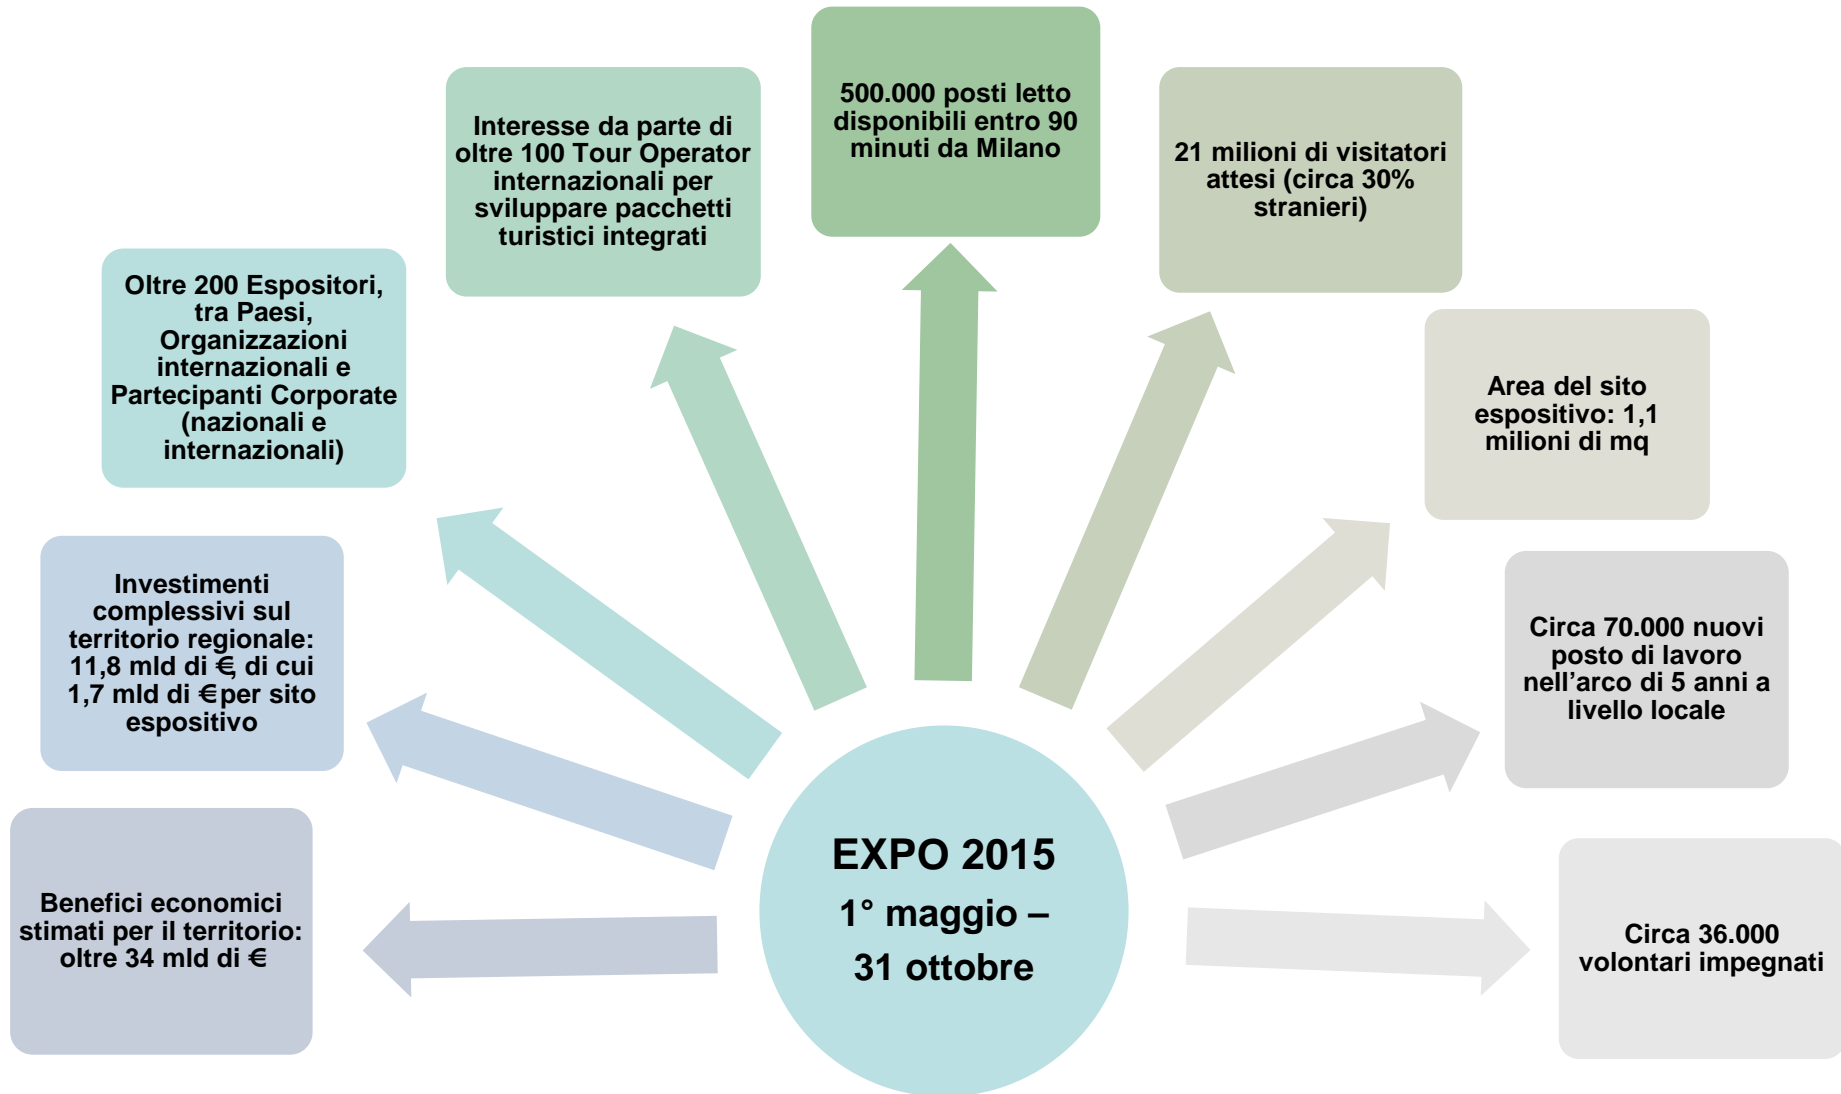 500.000 posti letto
disponibili entro 90
minuti da Milano
Interesse da parte di
oltre 100 Tour Operator
internazionali per
sviluppare pacchetti
turistici integrati
21 milioni di visitatori
attesi (circa 30%
stranieri)
Oltre 200 Espositori,
tra Paesi,
Organizzazioni
internazionali e
Partecipanti Corporate
(nazionali e
internazionali)
Area del sito
espositivo: 1,1
milioni di mq
Investimenti
complessivi sul
territorio regionale:
11,8 mld di €, di cui
1,7 mld di € per sito
espositivo
Circa 70.000 nuovi
posto di lavoro
nell’arco di 5 anni a
livello locale
Benefici economici
stimati per il territorio:
oltre 34 mld di €
EXPO 2015
1° maggio –
31 ottobre
Circa 36.000
volontari impegnati